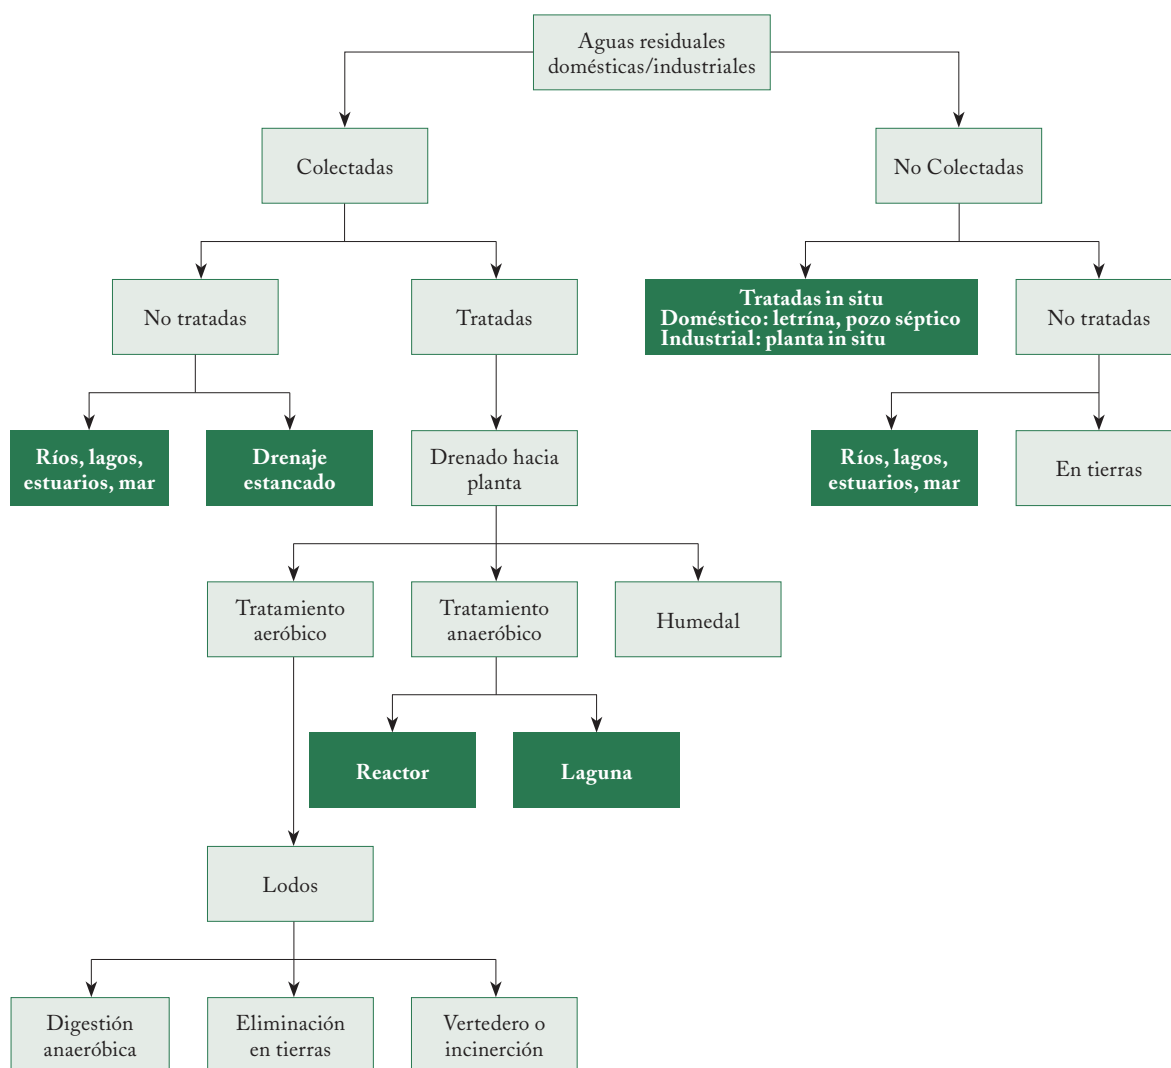 Aguas residuales
domésticas/industriales
Colectadas
No Colectadas
No tratadas
Tratadas
Tratadas in situ
Doméstico: letrína, pozo séptico
Industrial: planta in situ
No tratadas
Ríos, lagos,
estuarios, mar
Drenaje
estancado
Drenado hacia
planta
Ríos, lagos,
estuarios, mar
En tierras
Tratamiento
aeróbico
Tratamiento
anaeróbico
Humedal
Reactor
Laguna
Lodos
Digestión
anaeróbica
Eliminación
en tierras
Vertedero o
incinerción